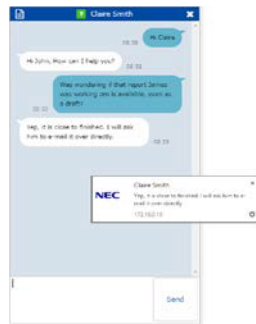 Claire Smith
Hi Claire
Hi John, How can I help you?
Was wondering if that report James
was working on is available, even as
a draft?
Yep, it is close to finished. I will ask
him to e-mail it over directly.
NEC
Claire Smith
Yep, it is close to finished. I will ask him to e-
mail it over directly.
Send